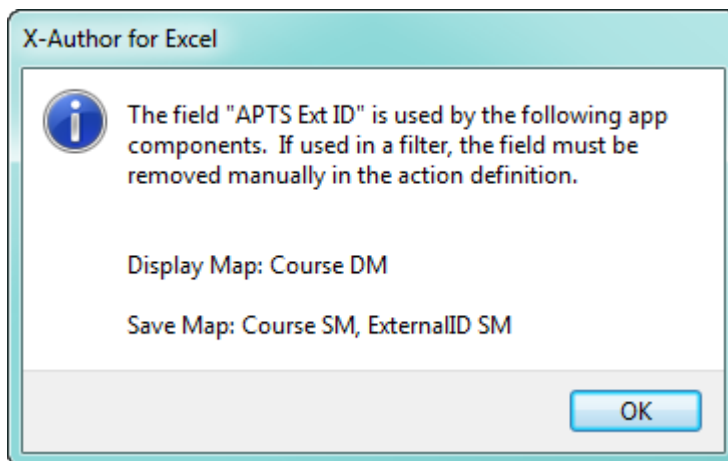 X-Author for Excel
The field "APTS Ext ID" is used by the following app
components.  If used in a filter, the field must be
removed manually in the action definition.
Display Map: Course DM
Save Map: Course SM, ExternalID SM
OK